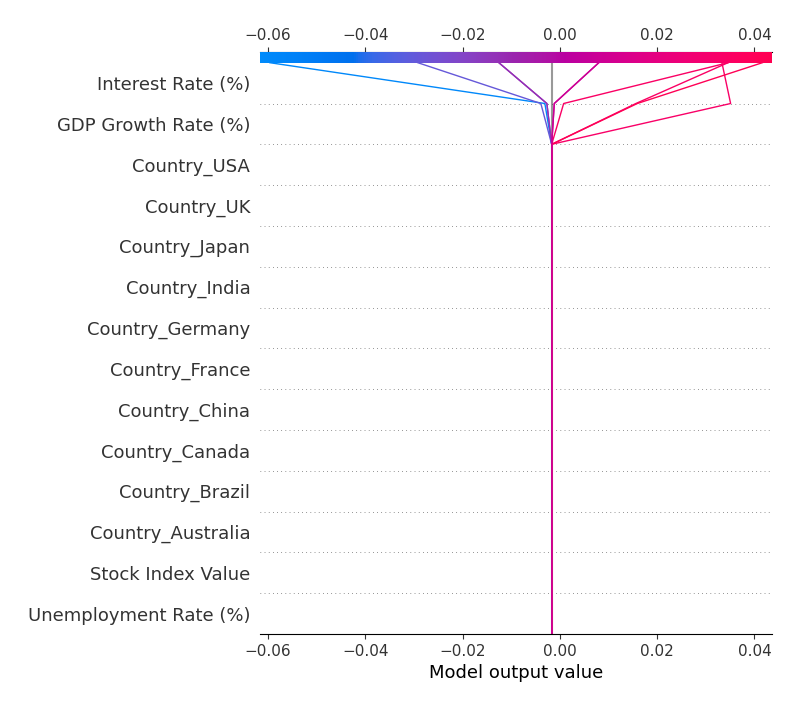 −0.06 −0.04 −0.02 0.00 0.02 0.04
Interest Rate (%)
GDP Growth Rate (%)
Country_USA
Country_UK
Country_Japan
Country_India
Country_Germany
Country_France
Country_China
Country_Canada
Country_Brazil
Country_Australia
Stock Index Value
Unemployment Rate (%)
−0.06 −0.04 −0.02 0.00 0.02 0.04
Model output value